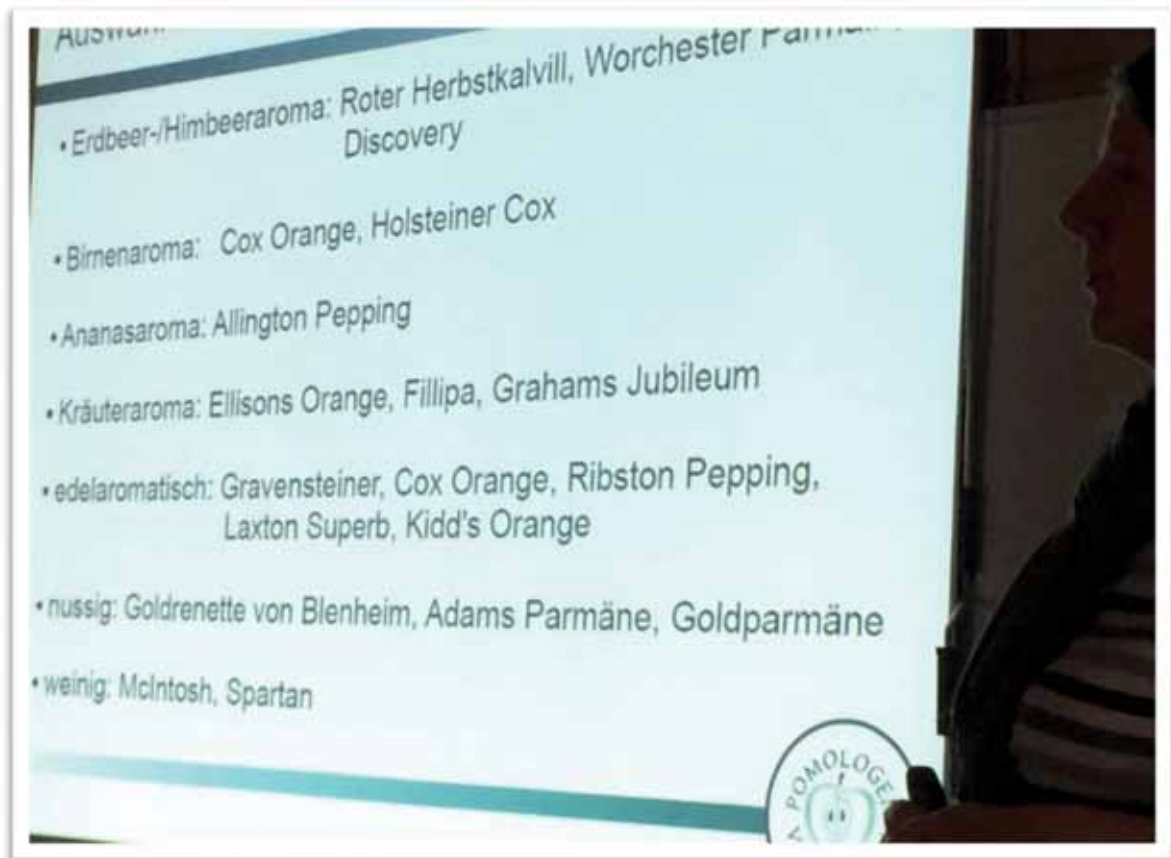 • Erdbeer-/Himbeeraroma: Roter Herbstkalvill, Worchester
Discovery
• Birnenaroma: Cox Orange, Holsteiner Cox
• Ananasaroma: Allington Pepping
• Kräuteraroma: Ellisons Orange, Fillipa, Grahams Jubileum
• edelaromatisch: Gravensteiner, Cox Orange, Ribston Pepping,
Laxton Superb, Kidd's Orange
• nussig: Goldrenette von Blenheim, Adams Parmäne, Goldparmäne
• weinig: McIntosh, Spartan